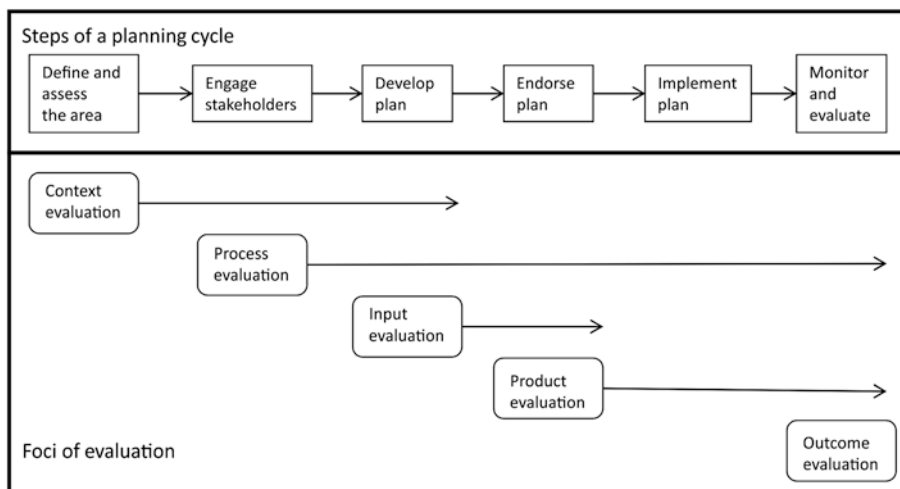 Steps of a planning cycle
Define and
assess
the area
Engage
stakeholders
Develop
plan
Endorse
plan
Implement
plan
Monitor
and
evaluate
Context
evaluation
Process
evaluation
Input
evaluation
Product
evaluation
Outcome
evaluation
Foci of evaluation